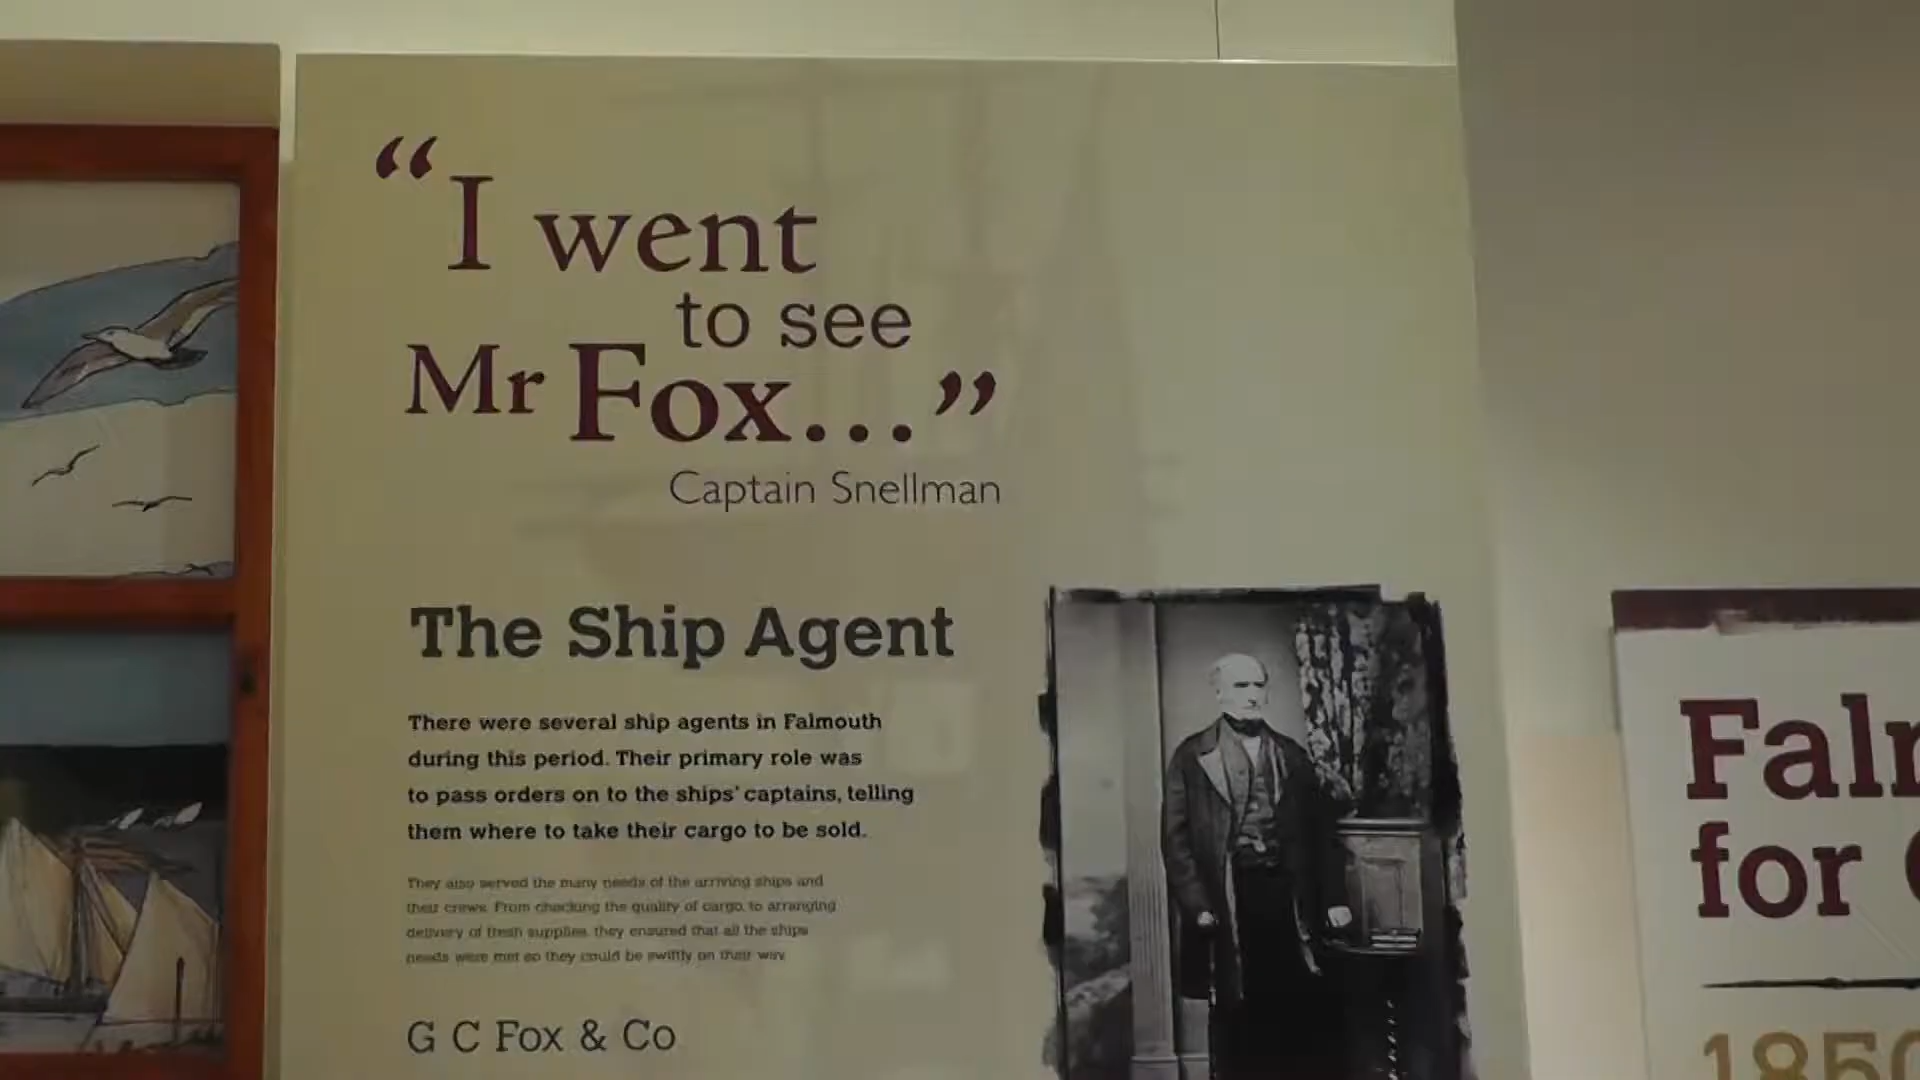 “I went
to see
Mr Fox...”
Captain Snellman
The Ship Agent
There were several ship agents in Falmouth
during this period. Their primary role was
to pass orders on to the ships’ captains, telling
them where to take their cargo to be sold.
They also served the many needs of the arriving ships and
their crews. From checking the quality of cargo, to arranging
delivery of fresh supplies, they ensured that all the ships
needs were met so they could be swiftly on their way.
G C Fox & Co
for